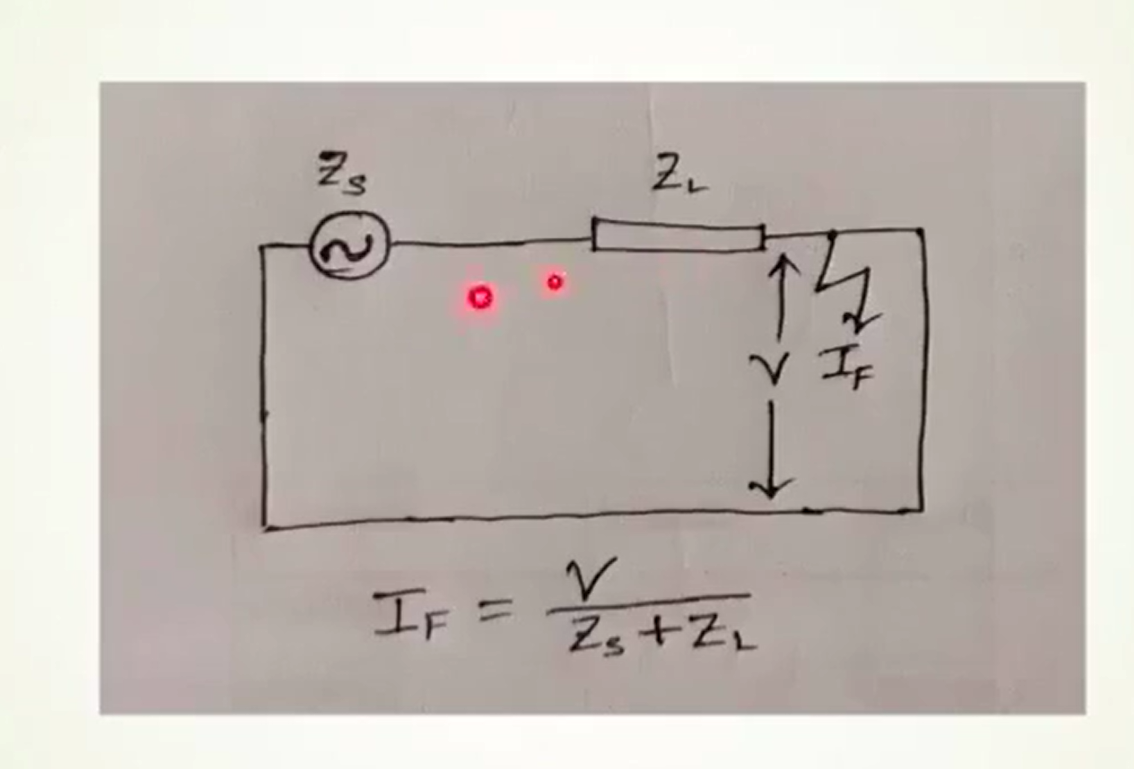 Zs
ZL
V
IF
IF = V / Zs + ZL